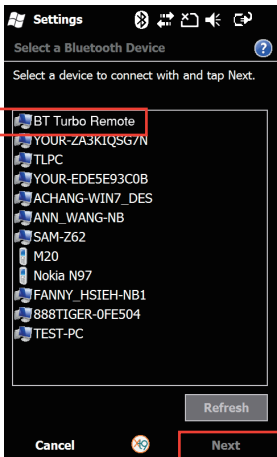 Settings
Select a Bluetooth Device
Select a device to connect with and tap Next.
BT Turbo Remote
YOUR-ZA3KIQSG7N
TLPC
YOUR-EDE5E93C0B
ACHANG-WIN7_DES
ANN_WANG-NB
SAM-Z62
M20
Nokia N97
FANNY_HSIEH-NB1
888TIGER-0FE504
TEST-PC
Refresh
Cancel
Next